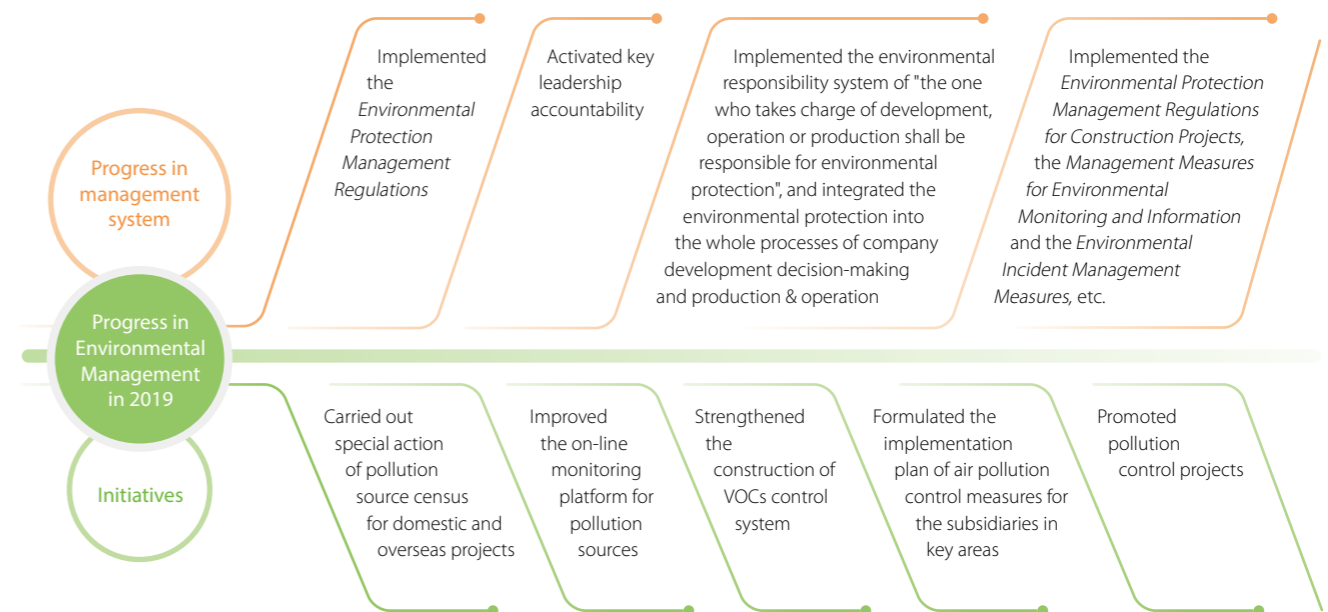 Progress in
management
system
Implemented
the
Environmental
Protection
Management
Regulations
Activated key
leadership
accountability
Implemented the environmental
responsibility system of "the one
who takes charge of development,
operation or production shall be
responsible for environmental
protection", and integrated the
environmental protection into
the whole processes of company
development decision-making
and production & operation
Implemented the
Environmental Protection
Management Regulations
for Construction Projects,
the Management Measures
for Environmental
Monitoring and Information
and the Environmental
Incident Management
Measures, etc.
Progress in
Environmental
Management
in 2019
Initiatives
Carried out
special action
of pollution
source census
for domestic and
overseas projects
Improved
the on-line
monitoring
platform for
pollution
sources
Strengthened
the
construction of
VOCs control
system
Formulated the
implementation
plan of air pollution
control measures for
the subsidiaries in
key areas
Promoted
pollution
control projects